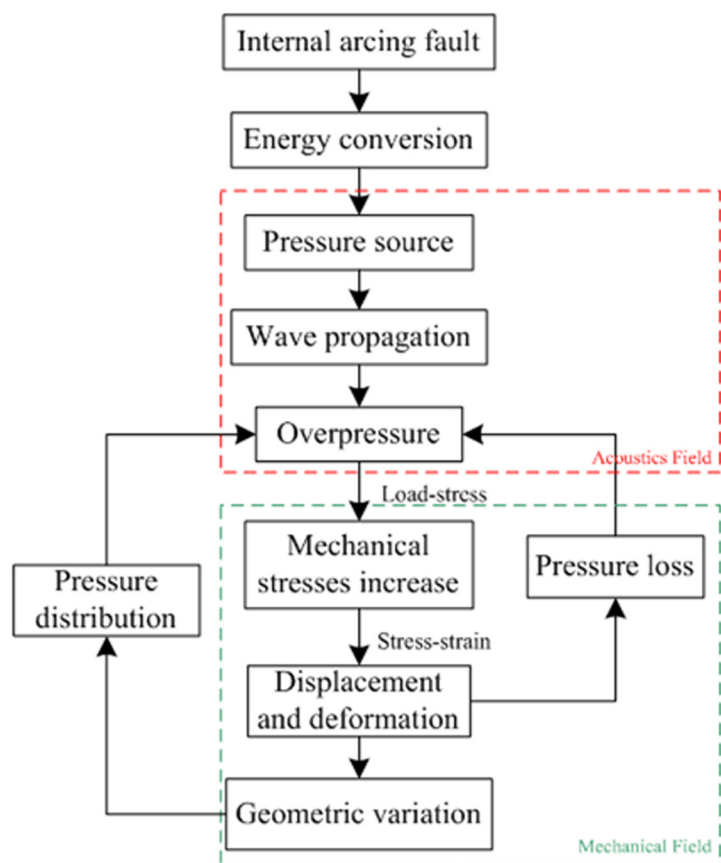 Internal arcing fault
Energy conversion
Pressure source
Wave propagation
Overpressure
Acoustics Field
Load-stress
Mechanical
stresses increase
Pressure
distribution
Pressure loss
Stress-strain
Displacement
and deformation
Geometric variation
Mechanical Field